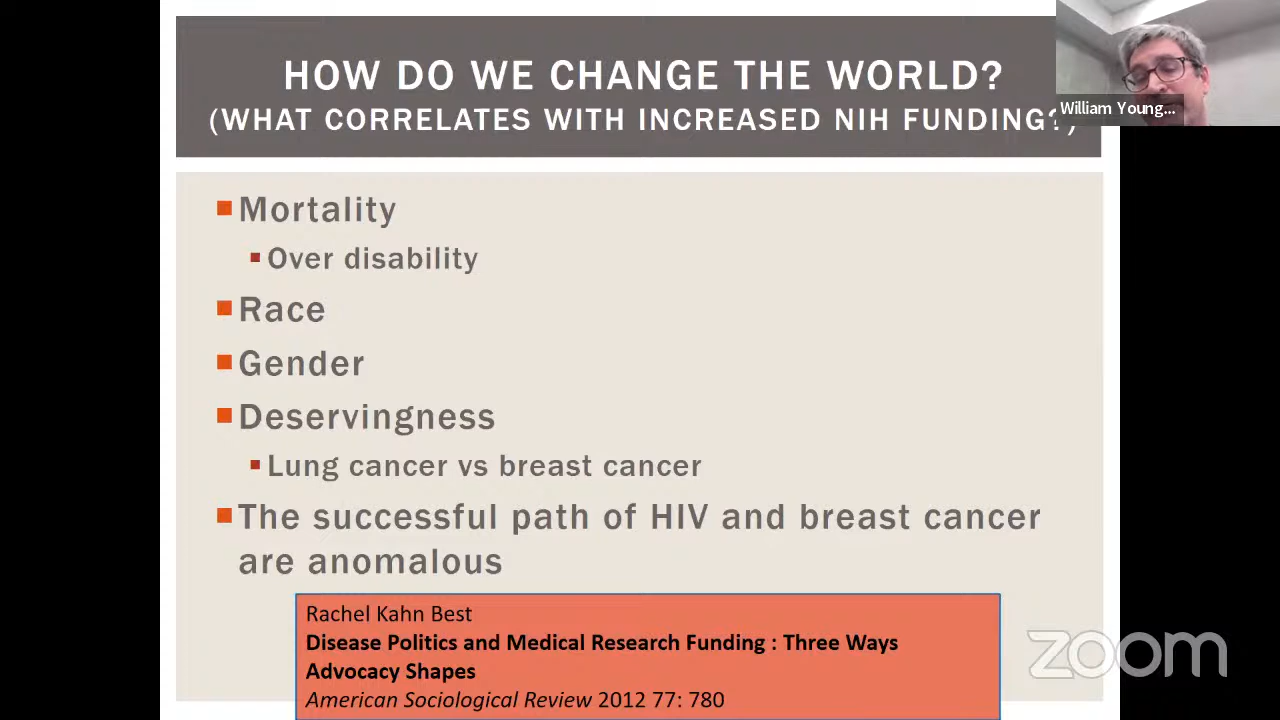 HOW DO WE CHANGE THE WORLD?
(WHAT CORRELATES WITH INCREASED NIH FUNDING?)
William Young...
Mortality
Over disability
Race
Gender
Deservingness
Lung cancer vs breast cancer
The successful path of HIV and breast cancer
are anomalous
Rachel Kahn Best
Disease Politics and Medical Research Funding : Three Ways
Advocacy Shapes
American Sociological Review 2012 77: 780
zoom